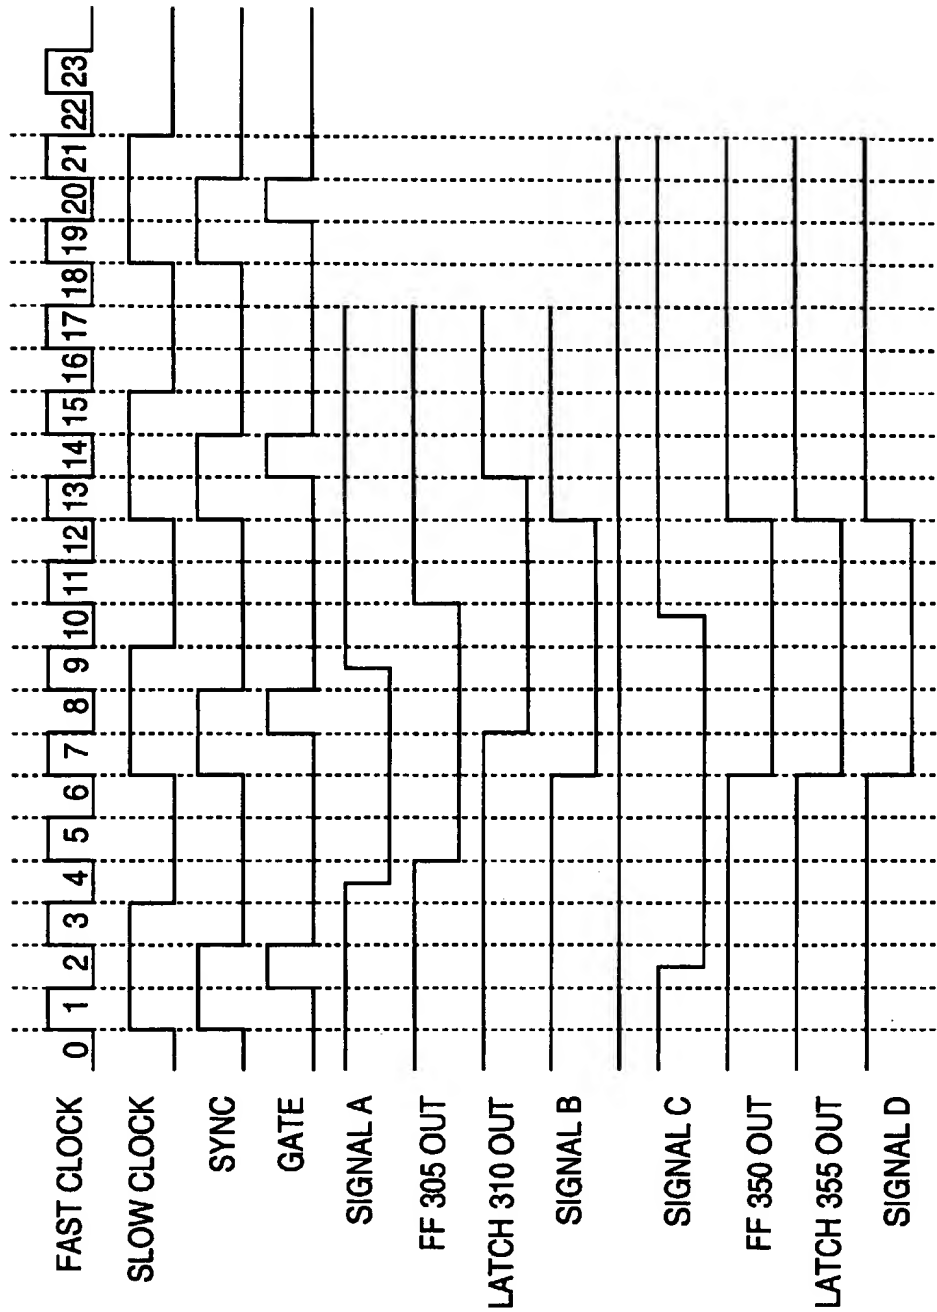 FAST CLOCK
0 1 2 3 4 5 6 7 8 9 10 11 12 13 14 15 16 17 18 19 20 21 22 23
SLOW CLOCK
SYNC
GATE
SIGNAL A
FF 305 OUT
LATCH 310 OUT
SIGNAL B
SIGNAL C
FF 350 OUT
LATCH 355 OUT
SIGNAL D